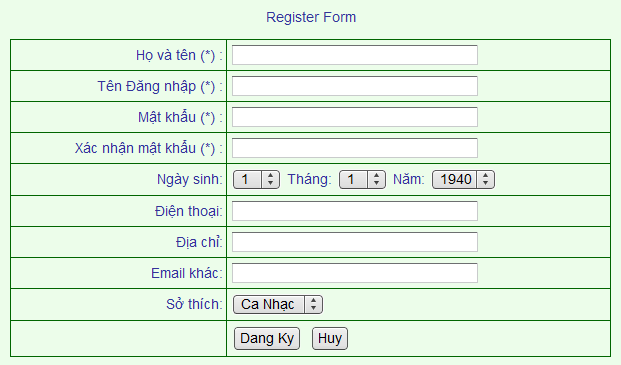 Register Form
Họ và tên (*) :
Tên Đăng nhập (*) :
Mật khẩu (*) :
Xác nhận mật khẩu (*) :
Ngày sinh: 1 Tháng: 1 Năm: 1940
Điện thoại:
Địa chỉ:
Email khác:
Sở thích: Ca Nhạc
Dang Ky Huy